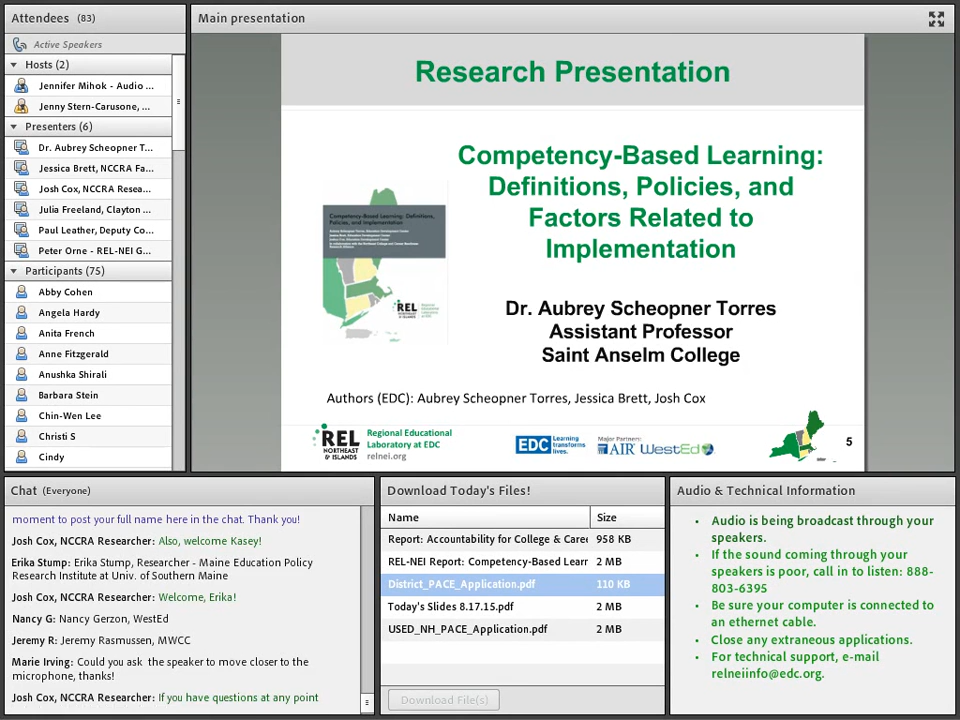 Attendees (83)
Active Speakers
Hosts (2)
Jennifer Mihok - Audio ...
Jenny Stern-Carusone, ...
Presenters (6)
Dr. Aubrey Scheopner T...
Jessica Brett, NCCRA Fa...
Josh Cox, NCCRA Resea...
Julia Freeland, Clayton ...
Paul Leather, Deputy Co...
Peter Orne - REL-NEI G...
Participants (75)
Abby Cohen
Angela Hardy
Anita French
Anne Fitzgerald
Anushka Shirali
Barbara Stein
Chin-Wen Lee
Christi S
Cindy
Main presentation
Research Presentation
Competency-Based Learning:
Definitions, Policies, and
Factors Related to
Implementation
Competency-Based Learning: Definitions,
Policies, and Implementation
REL
NORTHEAST
& ISLANDS
Dr. Aubrey Scheopner Torres
Assistant Professor
Saint Anselm College
Authors (EDC): Aubrey Scheopner Torres, Jessica Brett, Josh Cox
REL
NORTHEAST
& ISLANDS
Regional Educational
Laboratory at EDC
relnei.org
EDC
Learning
transforms
lives.
Major Partners:
AIR
WestEd
5
Chat (Everyone)
moment to post your full name here in the chat. Thank you!
Josh Cox, NCCRA Researcher: Also, welcome Kasey!
Erika Stump: Erika Stump, Researcher - Maine Education Policy
Research Institute at Univ. of Southern Maine
Josh Cox, NCCRA Researcher: Welcome, Erika!
Nancy G: Nancy Gerzon, WestEd
Jeremy R: Jeremy Rasmussen, MWCC
Marie Irving: Could you ask the speaker to move closer to the
microphone, thanks!
Josh Cox, NCCRA Researcher: If you have questions at any point
Download Today's Files!
Name Size
Report: Accountability for College & Caree 958 KB
REL-NEI Report: Competency-Based Learr 2 MB
District_PACE_Application.pdf 110 KB
Today's Slides 8.17.15.pdf 2 MB
USED_NH_PACE_Application.pdf 2 MB
Download File(s)
Audio & Technical Information
• Audio is being broadcast through your
speakers.
• If the sound coming through your
speakers is poor, call in to listen: 888-
803-6395
• Be sure your computer is connected to
an ethernet cable.
• Close any extraneous applications.
• For technical support, e-mail
relneiinfo@edc.org.